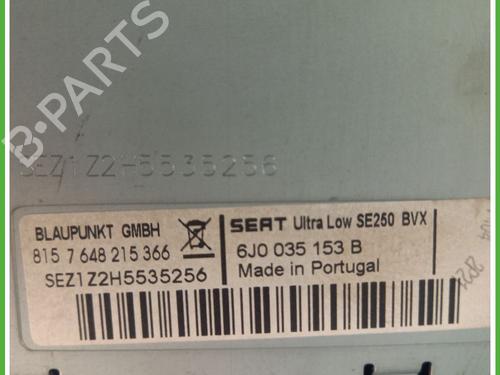 B-PARTS
SEZ1Z2H5535256
BLAUPUNKT GMBH
815 7 648 215 366
SEZ1Z2H5535256
SEAT Ultra Low SE250 BVX
6J0 035 153 B
Made in Portugal